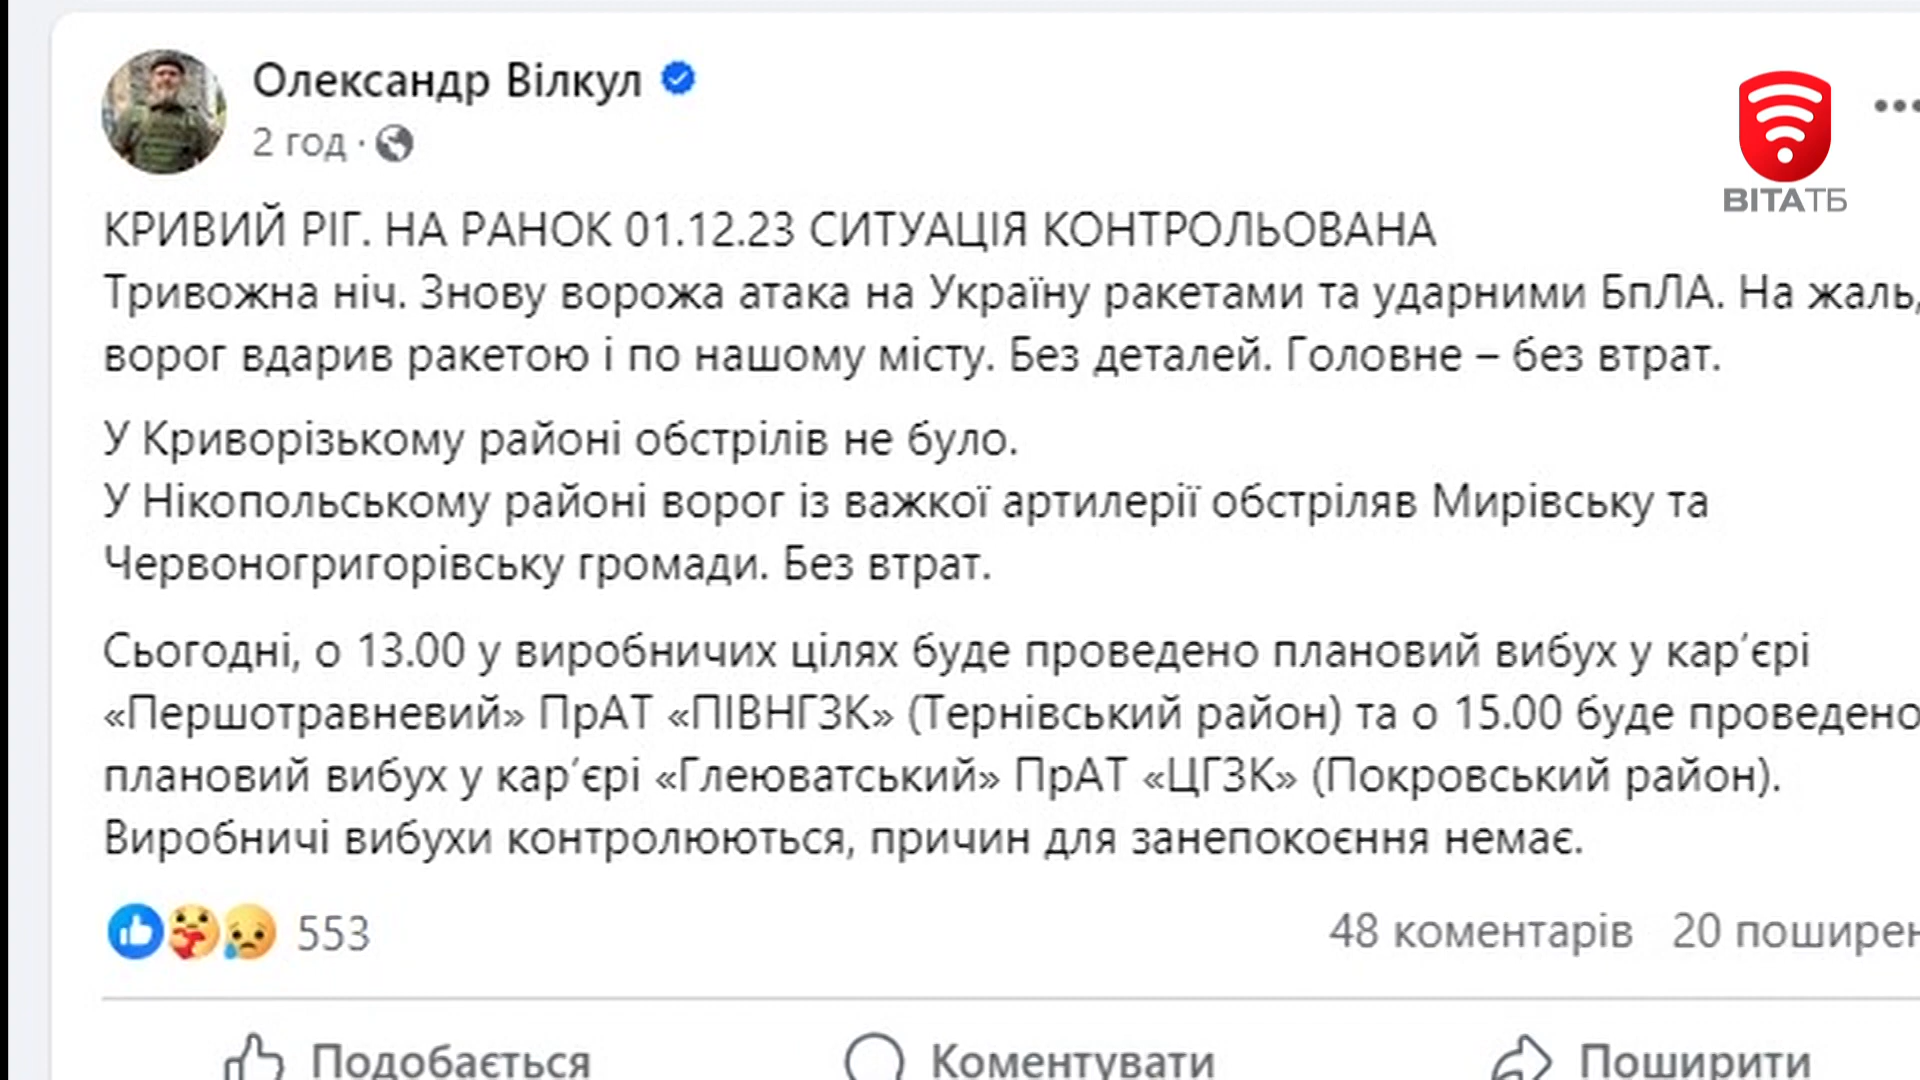 Олександр Вілкул
2 год ·
ВІТАТБ
КРИВИЙ РІГ. НА РАНОК 01.12.23 СИТУАЦІЯ КОНТРОЛЬОВАНА
Тривожна ніч. Знову ворожа атака на Україну ракетами та ударними БпЛА. На жаль,
ворог вдарив ракетою і по нашому місту. Без деталей. Головне – без втрат.
У Криворізькому районі обстрілів не було.
У Нікопольському районі ворог із важкої артилерії обстріляв Мирівську та
Червоногригорівську громади. Без втрат.
Сьогодні, о 13.00 у виробничих цілях буде проведено плановий вибух у кар’єрі
«Першотравневий» ПрАТ «ПІВНГЗК» (Тернівський район) та о 15.00 буде проведено
плановий вибух у кар’єрі «Глеюватський» ПрАТ «ЦГЗК» (Покровський район).
Виробничі вибухи контролюються, причин для занепокоєння немає.
553
48 коментарів 20 поширен
Подобається Коментувати Поширити